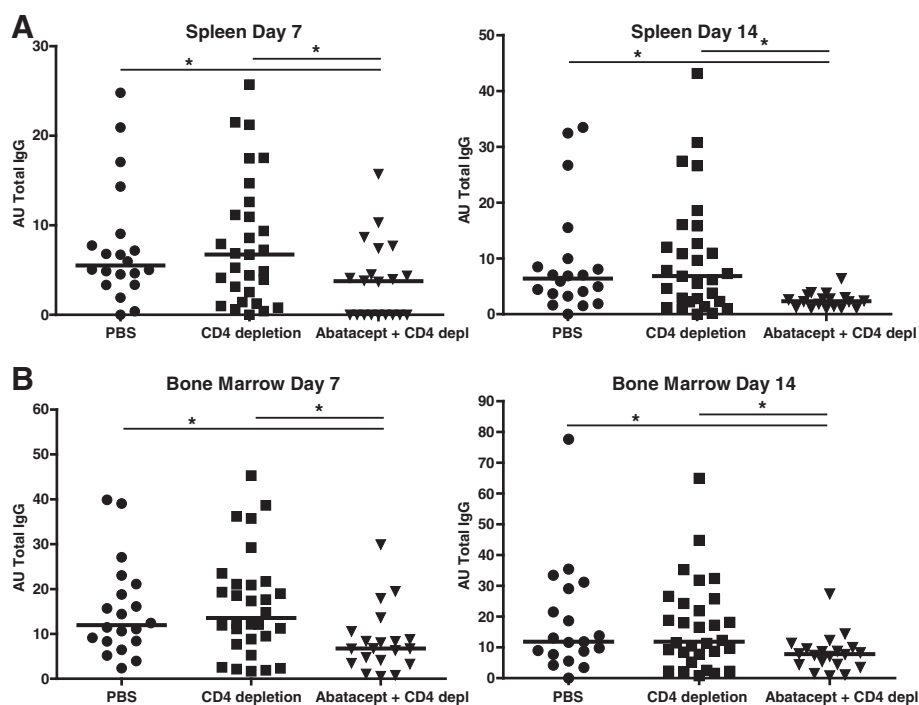 A
Spleen Day 7
Spleen Day 14
AU Total IgG
30
20
10
0
*
*
PBS
CD4 depletion
Abatacept + CD4 depl
AU Total IgG
50
40
30
20
10
0
*
*
PBS
CD4 depletion
Abatacept + CD4 depl
B
Bone Marrow Day 7
Bone Marrow Day 14
AU Total IgG
60
50
40
30
20
10
0
*
*
PBS
CD4 depletion
Abatacept + CD4 depl
AU Total IgG
90
80
70
60
50
40
30
20
10
0
*
*
PBS
CD4 depletion
Abatacept + CD4 depl